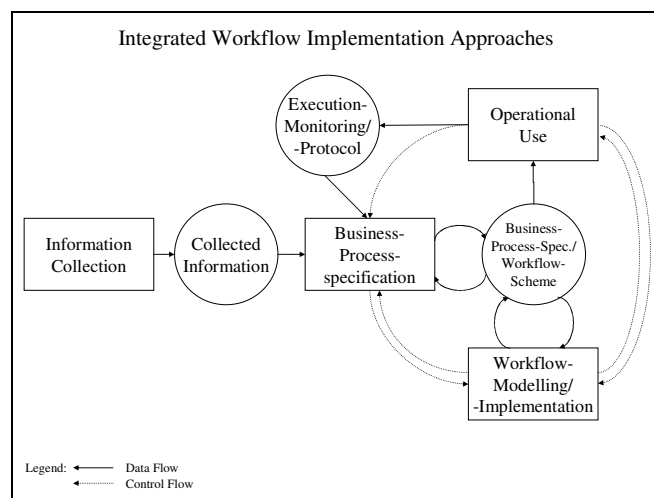 Integrated Workflow Implementation Approaches
Execution-
Monitoring/
-Protocol
Operational
Use
Information
Collection
Collected
Information
Business-
Process-
specification
Business-
Process-Spec./
Workflow-
Scheme
Workflow-
Modelling/
-Implementation
Legend:
Data Flow
Control Flow